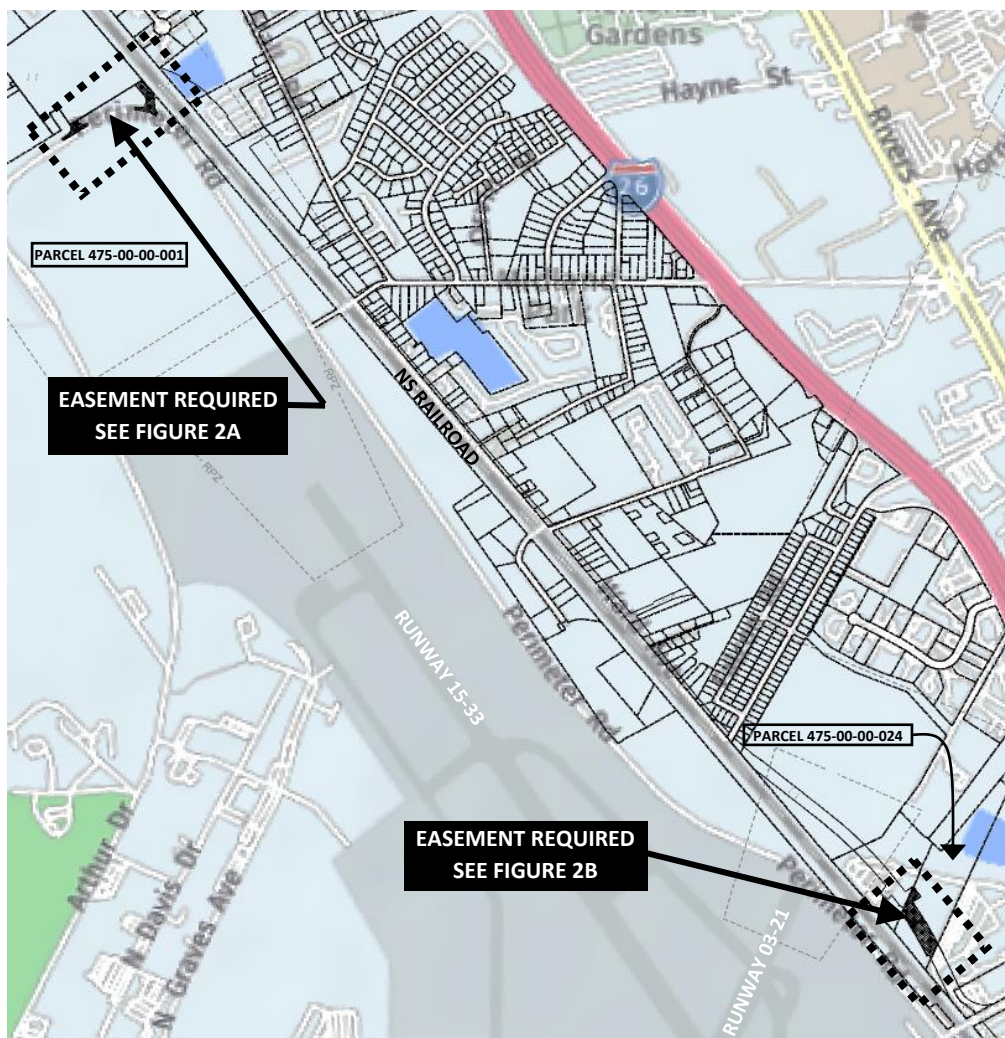 Gardens
Hayne St
Rivers
Ave
26
Perimeter Rd
PARCEL 475-00-00-001
RPZ
EASEMENT REQUIRED
SEE FIGURE 2A
RPZ
NS RAILROAD
RUNWAY 15-33
Perimeter Rd
PARCEL 475-00-00-024
EASEMENT REQUIRED
SEE FIGURE 2B
Arthur Dr
N Davis Dr
N Graves Ave
RUNWAY 03-21